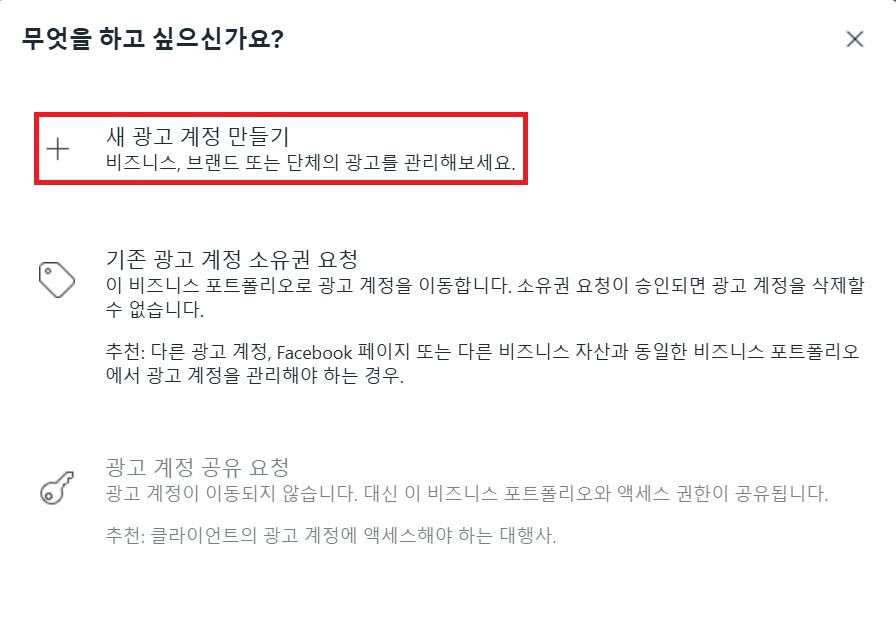 무엇을 하고 싶으신가요?
새 광고 계정 만들기
비즈니스, 브랜드 또는 단체의 광고를 관리해보세요.
기존 광고 계정 소유권 요청
이 비즈니스 포트폴리오로 광고 계정을 이동합니다. 소유권 요청이 승인되면 광고 계정을 삭제할
수 없습니다.
추천: 다른 광고 계정, Facebook 페이지 또는 다른 비즈니스 자산과 동일한 비즈니스 포트폴리오
에서 광고 계정을 관리해야 하는 경우.
광고 계정 공유 요청
광고 계정이 이동되지 않습니다. 대신 이 비즈니스 포트폴리오와 액세스 권한이 공유됩니다.
추천: 클라이언트의 광고 계정에 액세스해야 하는 대행사.